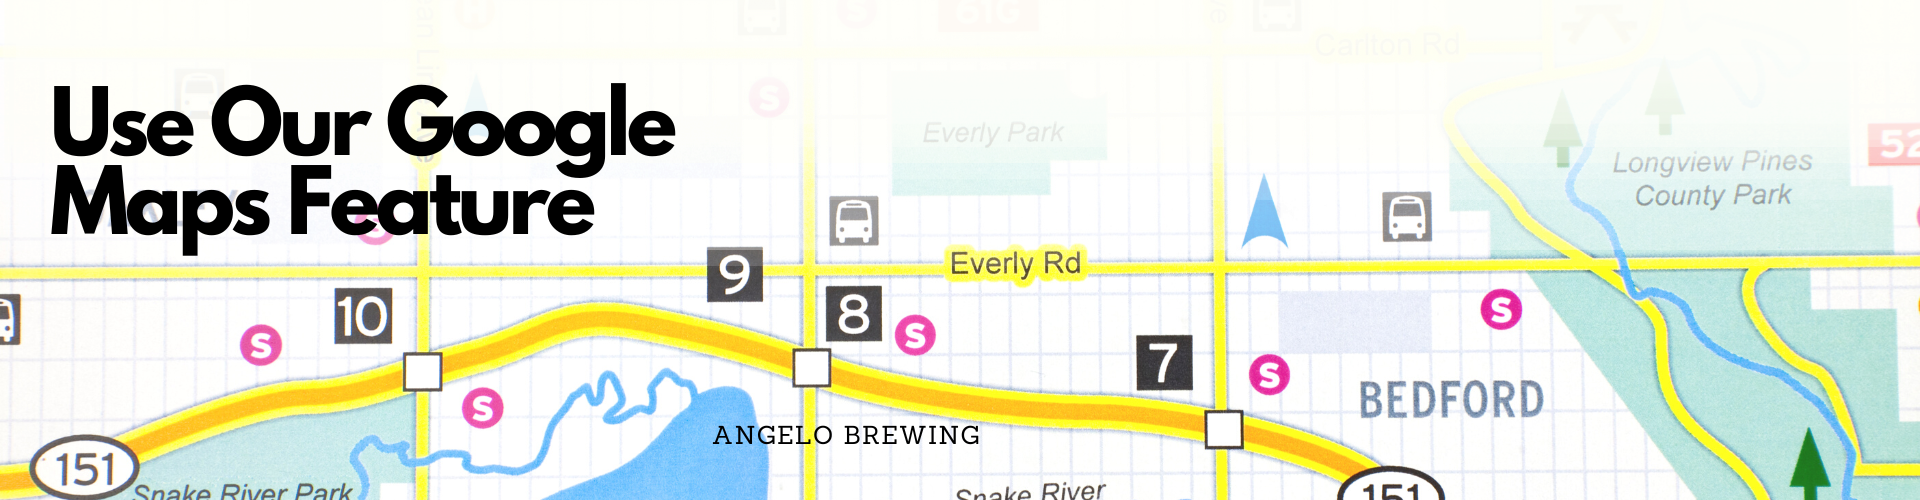 Carlton Rd
Use Our Google
Maps Feature
S
Everly Park
Longview Pines
County Park
52
Everly Rd
9
10
8
S
S
S
7
S
S
BEDFORD
ANGELO BREWING
151
Snake River Park
Snake River
151